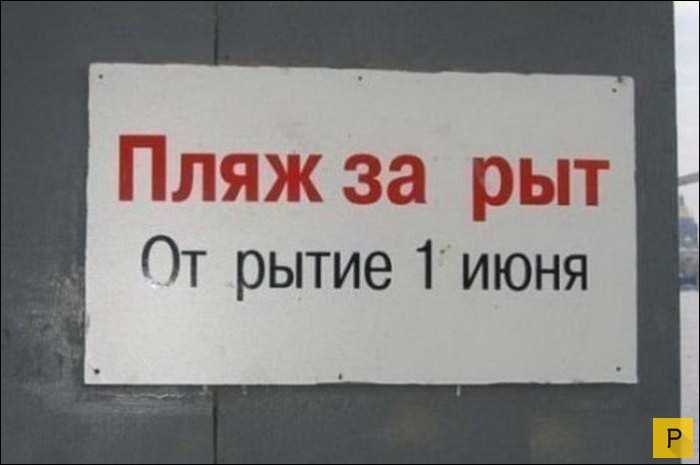 Пляж за рыт
От рытие 1 июня
P